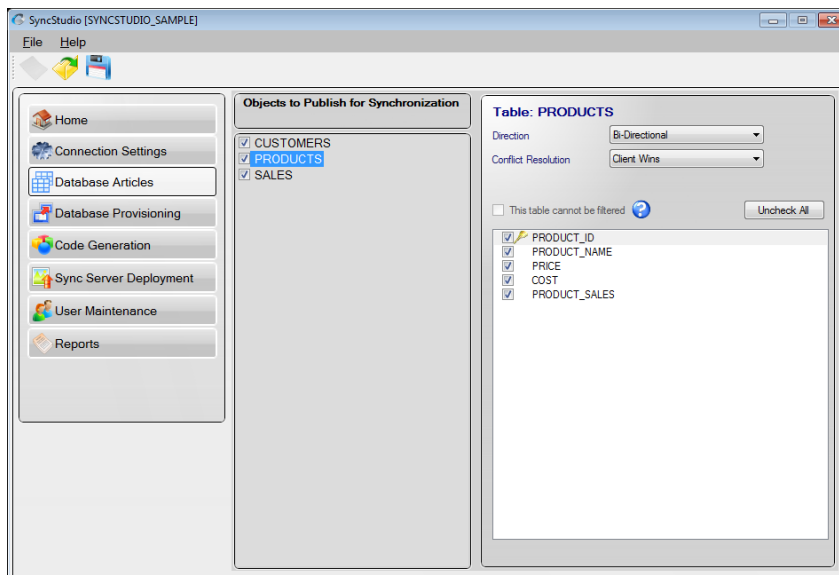 SyncStudio [SYNCSTUDIO_SAMPLE]
File Help
Home
Connection Settings
Database Articles
Database Provisioning
Code Generation
Sync Server Deployment
User Maintenance
Reports
Objects to Publish for Synchronization
CUSTOMERS
PRODUCTS
SALES
Table: PRODUCTS
Direction Bi-Directional
Conflict Resolution Client Wins
This table cannot be filtered ? Uncheck All
PRODUCT_ID
PRODUCT_NAME
PRICE
COST
PRODUCT_SALES